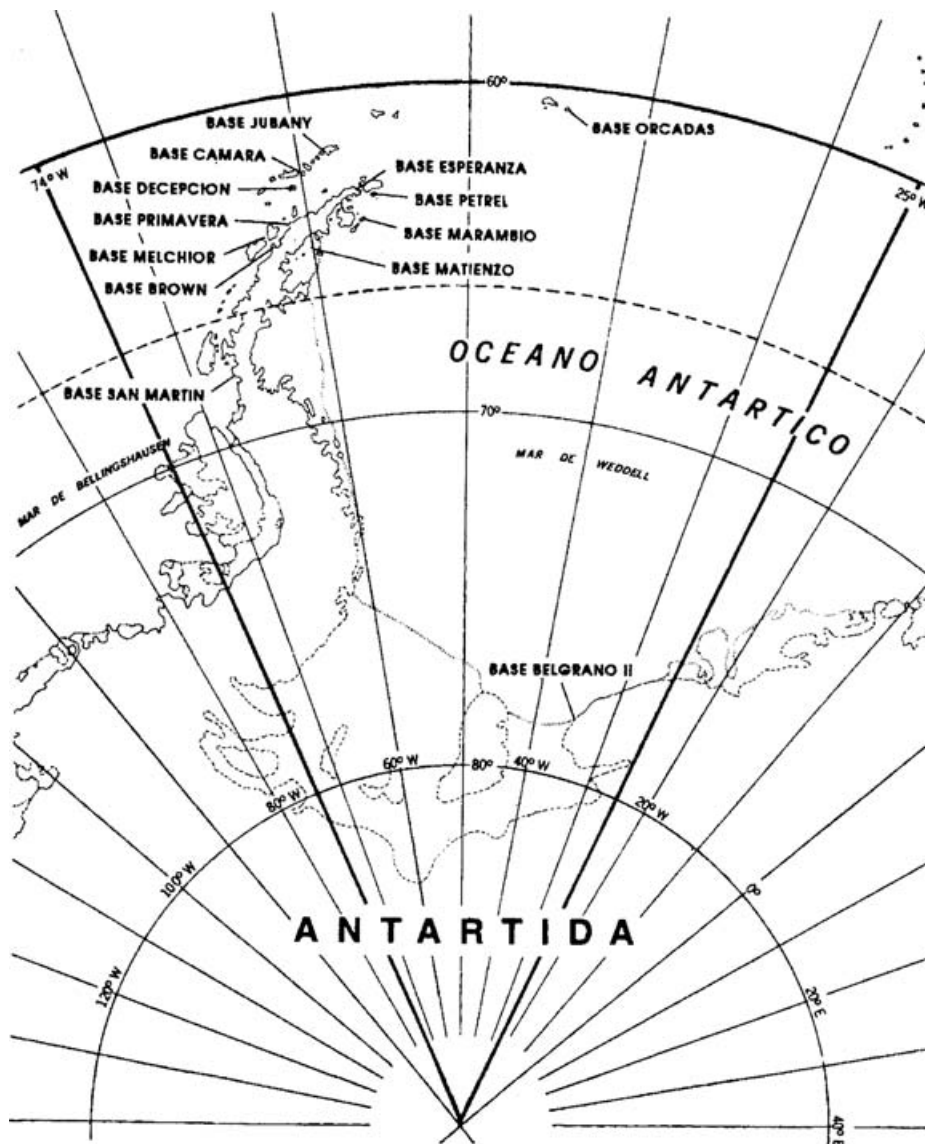 60°
BASE JUBANY
BASE ORCADAS
BASE CAMARA
BASE ESPERANZA
74° W
BASE DECEPCION
BASE PETREL
25° W
BASE PRIMAVERA
BASE MARAMBIO
BASE MELCHIOR
BASE MATIENZO
BASE BROWN
OCEANO ANTARTICO
BASE SAN MARTIN
70°
MAR DE BELLINGSHAUSEN
MAR DE WEDDELL
BASE BELGRANO II
60° W
80°
40° W
80° W
20° W
100° W
0°
ANTARTIDA
120° W
20° E
40° E